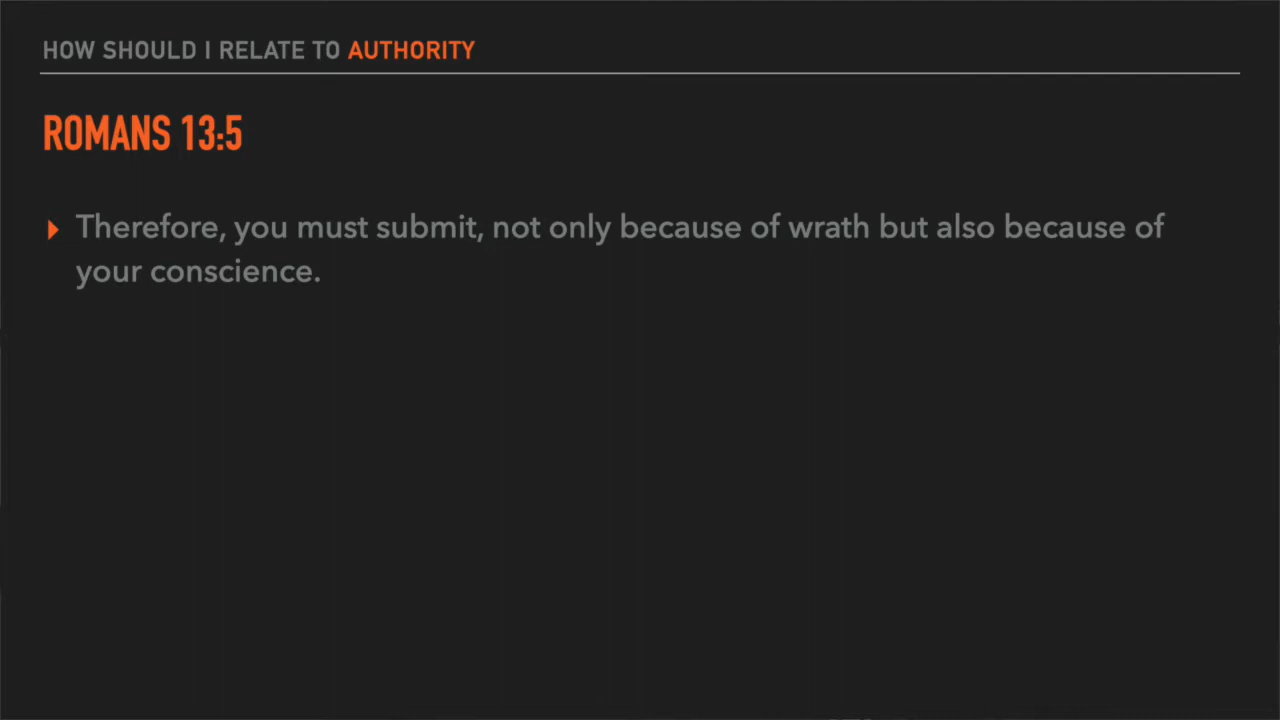 HOW SHOULD I RELATE TO AUTHORITY
ROMANS 13:5
Therefore, you must submit, not only because of wrath but also because of
your conscience.